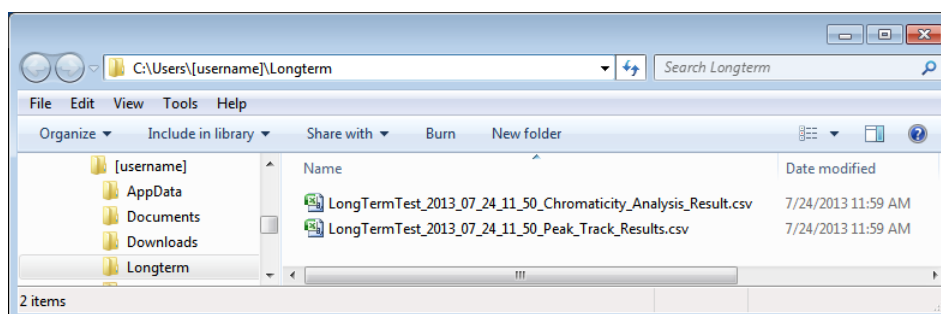 C:\Users\[username]\Longterm
Search Longterm
File Edit View Tools Help
Organize Include in library Share with Burn New folder
[username]
AppData
Documents
Downloads
Longterm
Name Date modified
LongTermTest_2013_07_24_11_50_Chromaticity_Analysis_Result.csv 7/24/2013 11:59 AM
LongTermTest_2013_07_24_11_50_Peak_Track_Results.csv 7/24/2013 11:59 AM
2 items